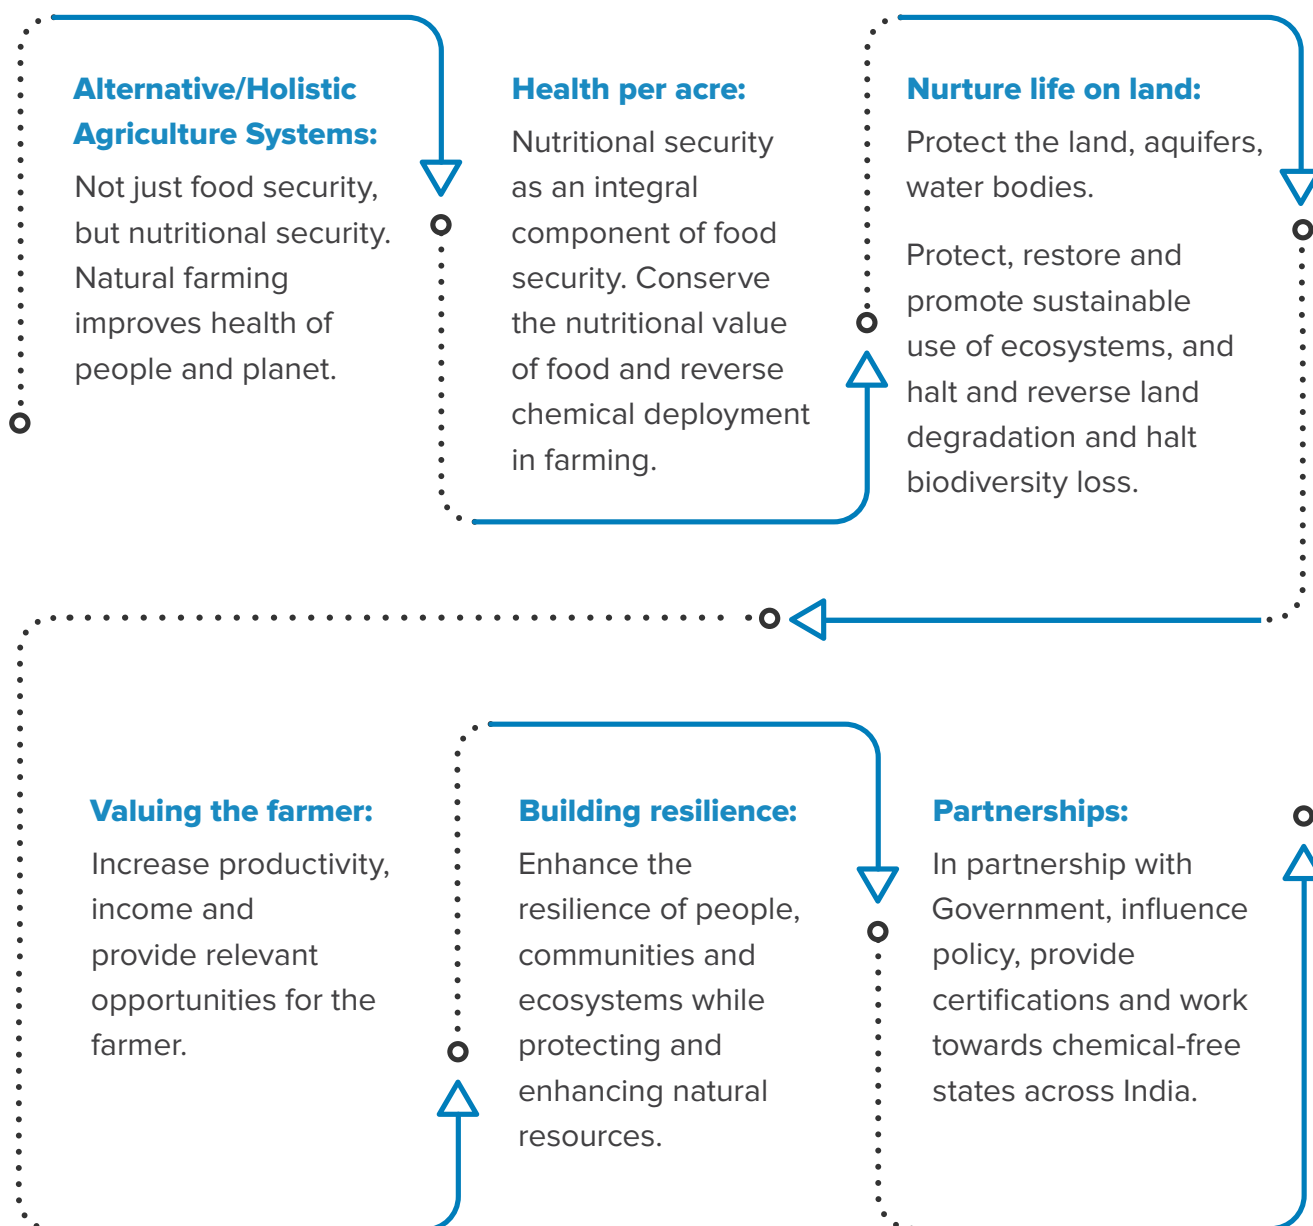 Alternative/Holistic
Agriculture Systems:
Not just food security,
but nutritional security.
Natural farming
improves health of
people and planet.
Health per acre:
Nutritional security
as an integral
component of food
security. Conserve
the nutritional value
of food and reverse
chemical deployment
in farming.
Nurture life on land:
Protect the land, aquifers,
water bodies.
Protect, restore and
promote sustainable
use of ecosystems, and
halt and reverse land
degradation and halt
biodiversity loss.
Valuing the farmer:
Increase productivity,
income and
provide relevant
opportunities for the
farmer.
Building resilience:
Enhance the
resilience of people,
communities and
ecosystems while
protecting and
enhancing natural
resources.
Partnerships:
In partnership with
Government, influence
policy, provide
certifications and work
towards chemical-free
states across India.